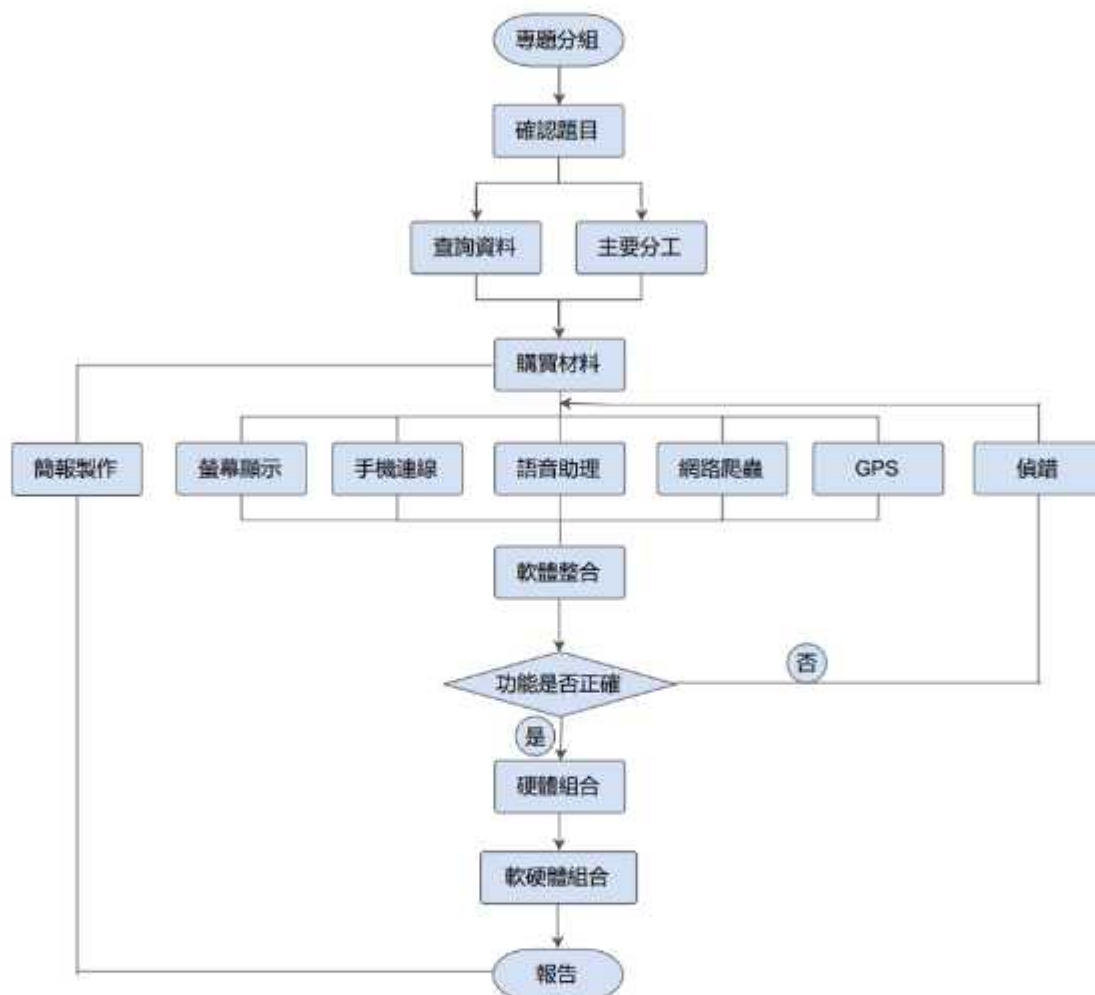 專題分組
確認題目
查詢資料
主要分工
購買材料
簡報製作
螢幕顯示
手機連線
語音助理
網路爬蟲
GPS
偵錯
軟體整合
功能是否正確
否
是
硬體組合
軟硬體組合
報告